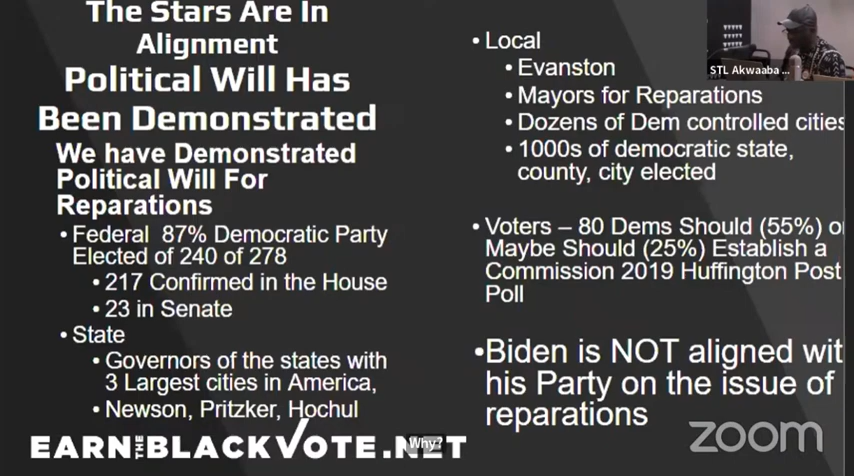 The Stars Are In
Alignment
Political Will Has
Been Demonstrated
We have Demonstrated
Political Will For
Reparations
• Federal 87% Democratic Party
Elected of 240 of 278
• 217 Confirmed in the House
• 23 in Senate
• State
• Governors of the states with
3 Largest cities in America,
• Newson, Pritzker, Hochul
EARN THE BLACK VOTE.NET
Why?
• Local
• Evanston
• Mayors for Reparations
• Dozens of Dem controlled cities
• 1000s of democratic state,
county, city elected
• Voters – 80 Dems Should (55%) or
Maybe Should (25%) Establish a
Commission 2019 Huffington Post
Poll
•Biden is NOT aligned wit
his Party on the issue of
reparations
STL Akwaaba ...
zoom